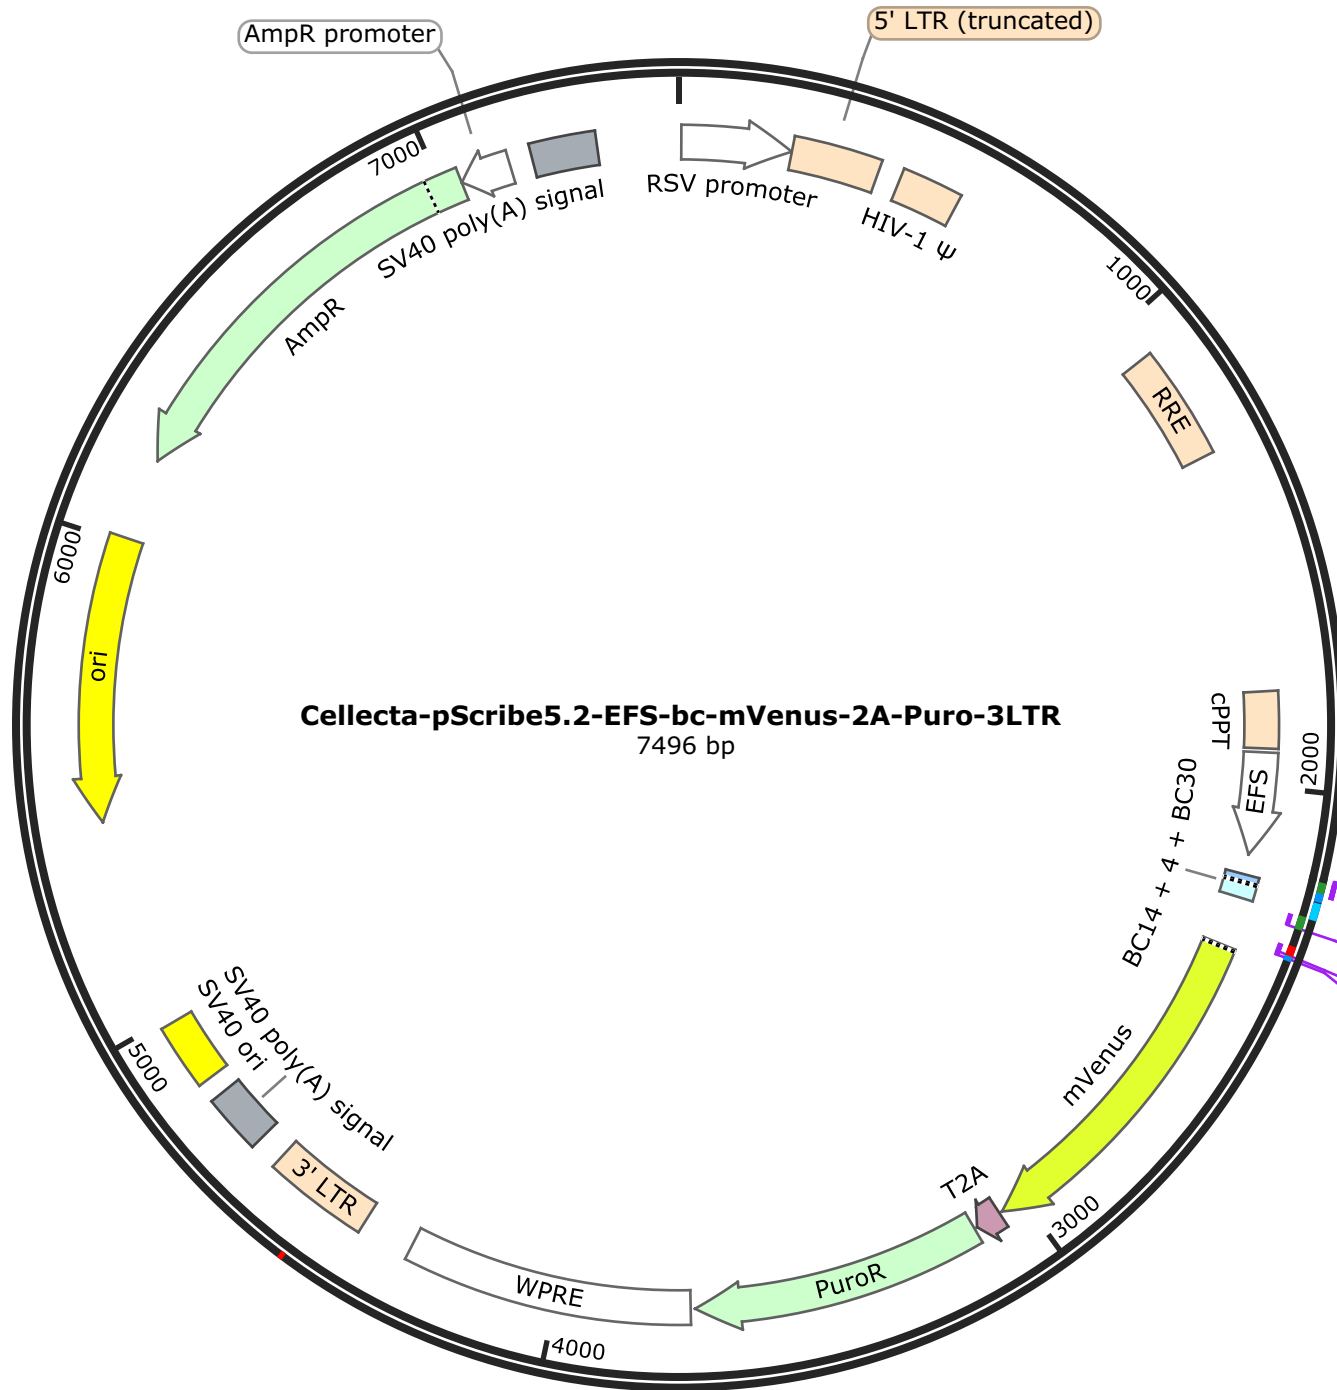 AmpR promoter
5' LTR (truncated)
7000
SV40 poly(A) signal
RSV promoter
HIV-1 Ψ
1000
AmpR
RRE
6000
ori
Cellecta-pScribe5.2-EFS-bc-mVenus-2A-Puro-3LTR
7496 bp
cPPT
2000
EFS
BC14 + 4 + BC30
mVenus
SV40 poly(A) signal
SV40 ori
5000
3' LTR
T2A
3000
PuroR
WPRE
4000